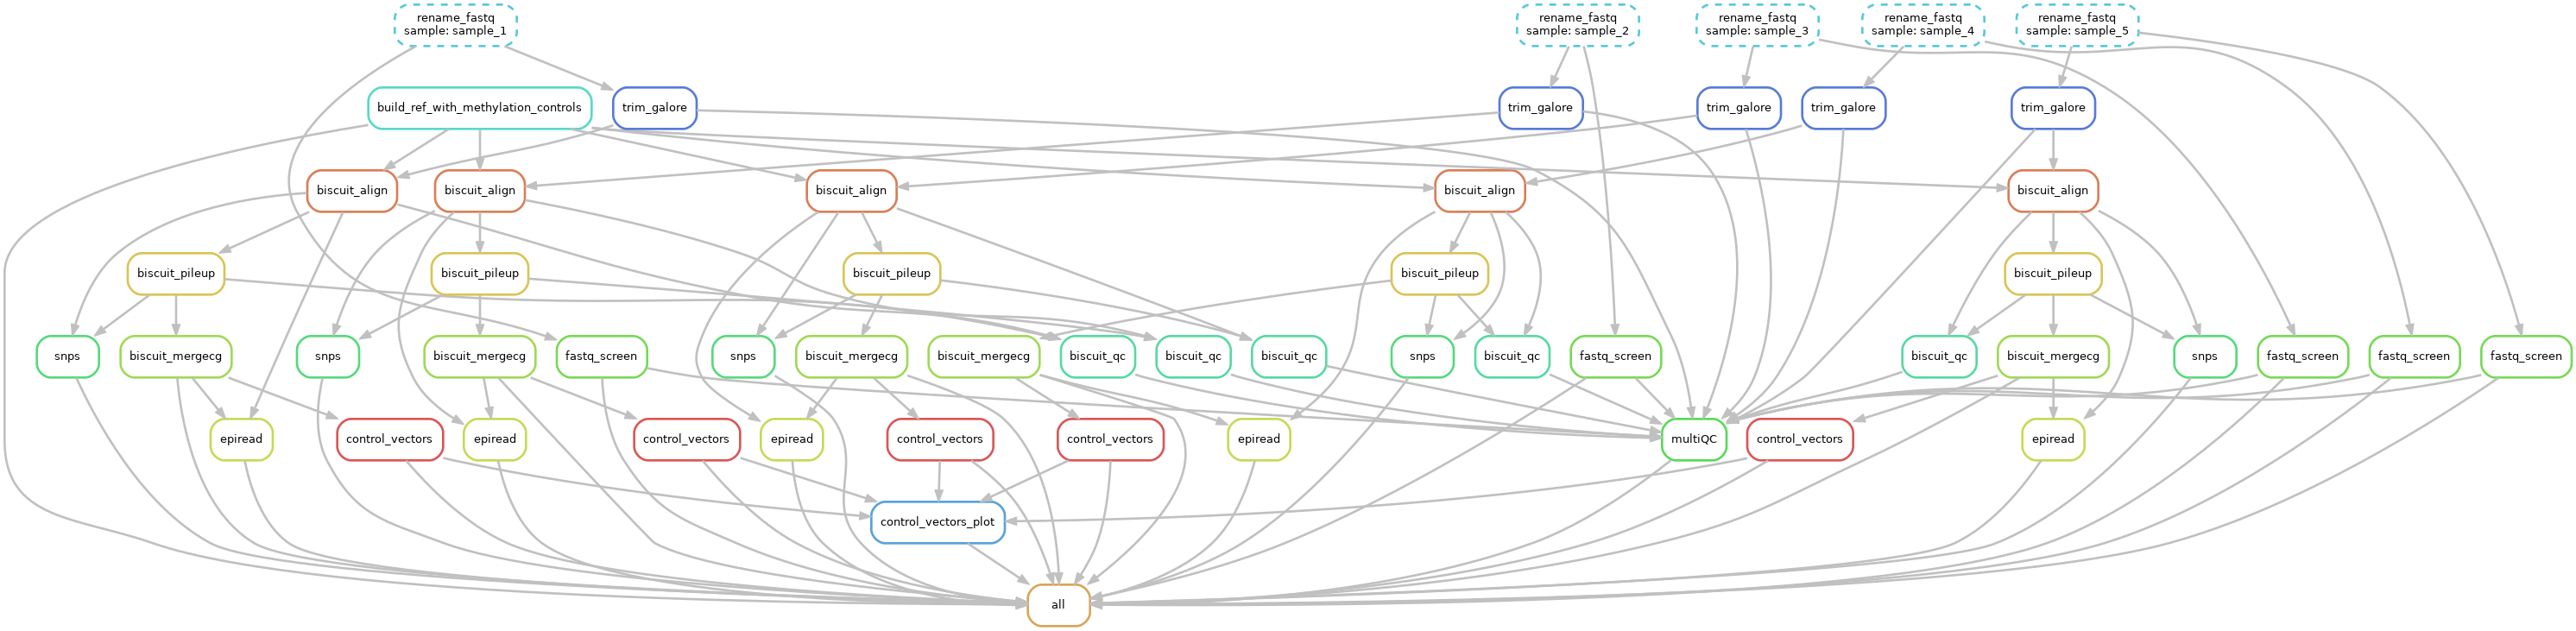 rename_fastq
sample: sample_1
rename_fastq
sample: sample_2
rename_fastq
sample: sample_3
rename_fastq
sample: sample_4
rename_fastq
sample: sample_5
build_ref_with_methylation_controls
trim_galore
trim_galore
trim_galore
trim_galore
trim_galore
biscuit_align
biscuit_align
biscuit_align
biscuit_align
biscuit_align
biscuit_pileup
biscuit_pileup
biscuit_pileup
biscuit_pileup
biscuit_pileup
snps
biscuit_mergecg
snps
biscuit_mergecg
fastq_screen
snps
biscuit_mergecg
biscuit_mergecg
biscuit_qc
biscuit_qc
biscuit_qc
snps
biscuit_qc
fastq_screen
biscuit_qc
biscuit_mergecg
snps
fastq_screen
fastq_screen
fastq_screen
epiread
control_vectors
epiread
control_vectors
epiread
control_vectors
control_vectors
epiread
multiQC
control_vectors
epiread
control_vectors_plot
all